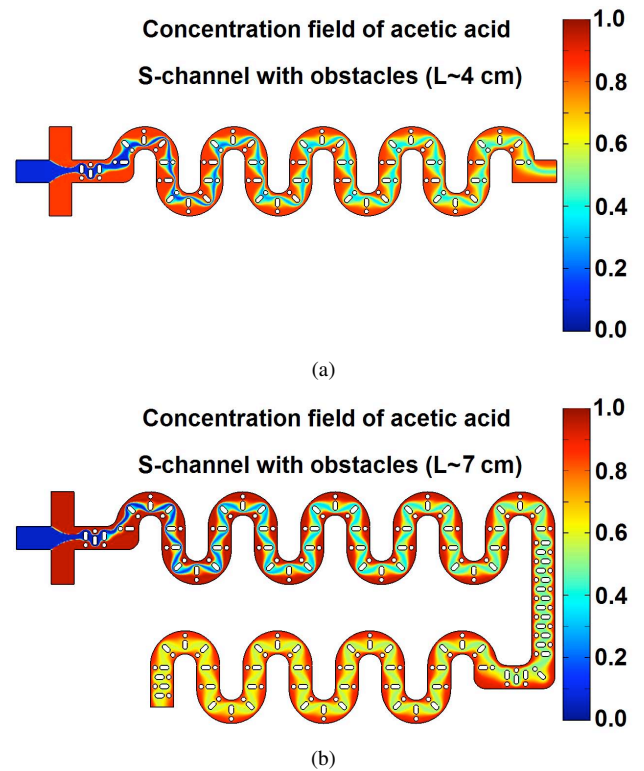 Concentration field of acetic acid
S-channel with obstacles (L~4 cm)
1.0
0.8
0.6
0.4
0.2
0.0
(a)
Concentration field of acetic acid
S-channel with obstacles (L~7 cm)
1.0
0.8
0.6
0.4
0.2
0.0
(b)